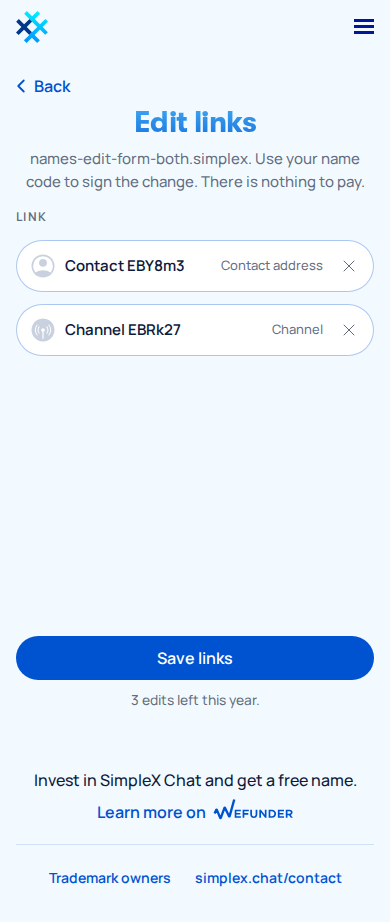 Back
Edit links
names-edit-form-both.simplex. Use your name
code to sign the change. There is nothing to pay.
LINK
Contact EBY8m3 Contact address
Channel EBRk27 Channel
Save links
3 edits left this year.
Invest in SimpleX Chat and get a free name.
Learn more on WEFUNDER
Trademark owners simplex.chat/contact